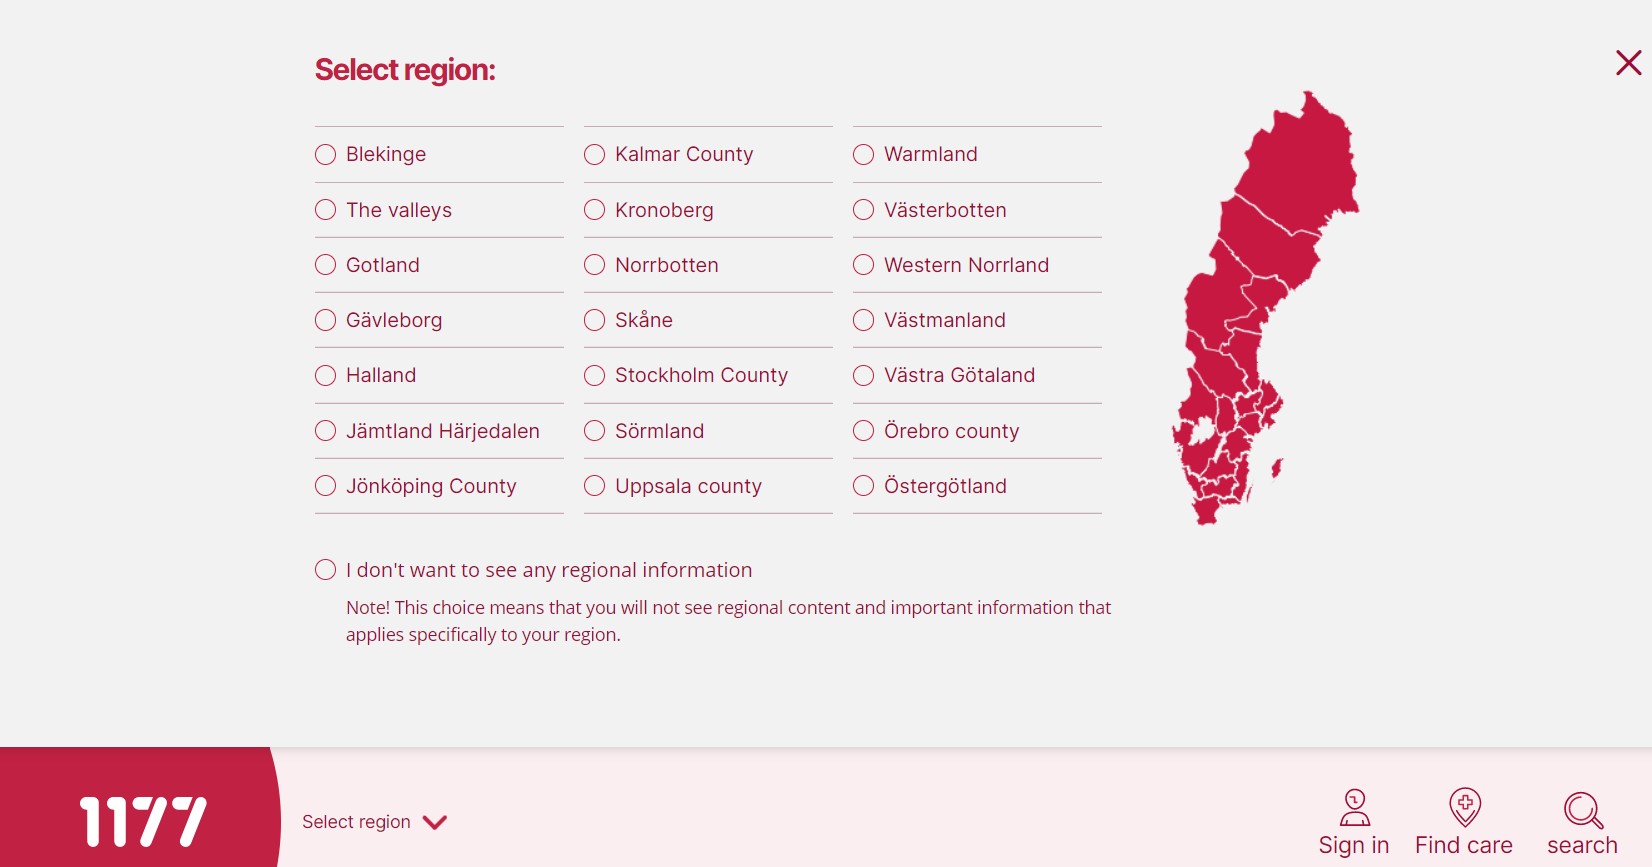 Select region:
Blekinge
Kalmar County
Warmland
The valleys
Kronoberg
Västerbotten
Gotland
Norrbotten
Western Norrland
Gävleborg
Skåne
Västmanland
Halland
Stockholm County
Västra Götaland
Jämtland Härjedalen
Sörmland
Örebro county
Jönköping County
Uppsala county
Östergötland
I don't want to see any regional information
Note! This choice means that you will not see regional content and important information that
applies specifically to your region.
1177
Select region
Sign in
Find care
search